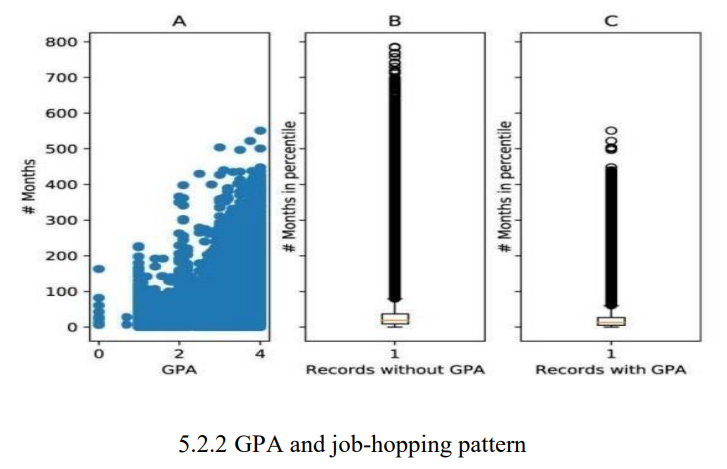 A
B
C
800
700
600
500
400
300
200
100
0
# Months
# Months in percentile
# Months in percentile
0 2 4
1
1
GPA
Records without GPA
Records with GPA
5.2.2 GPA and job-hopping pattern